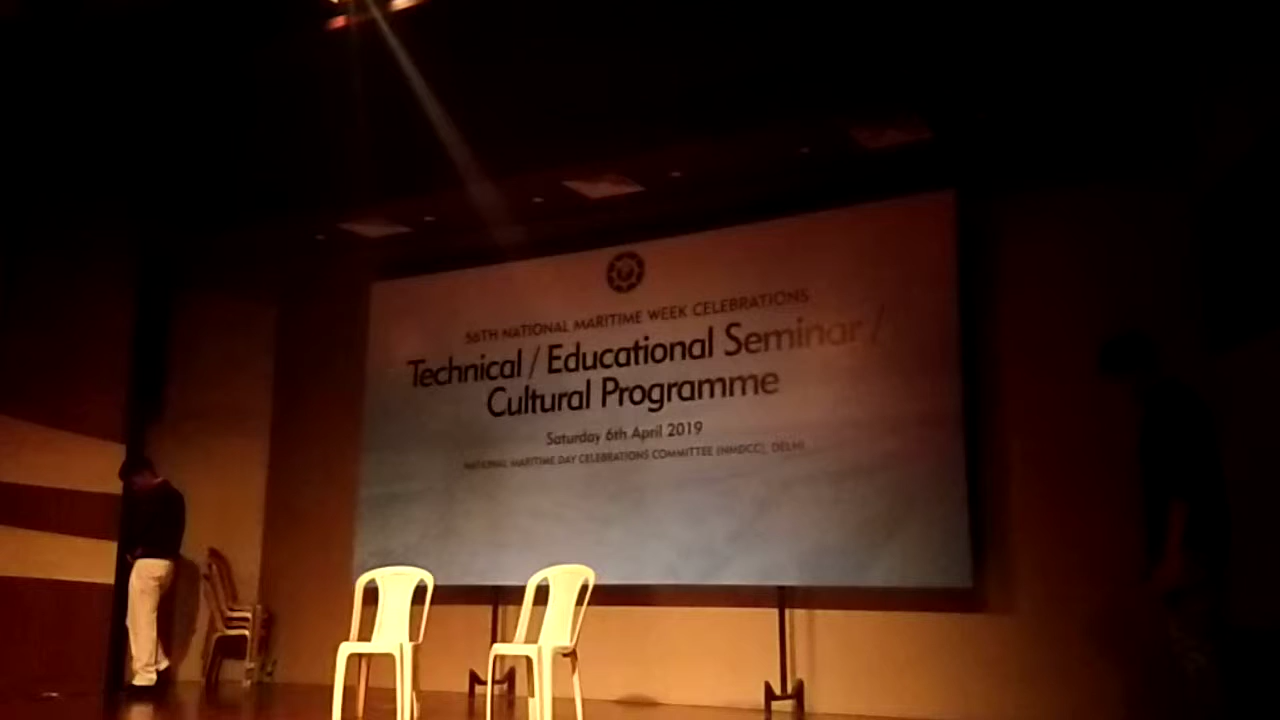 56TH NATIONAL MARITIME WEEK CELEBRATIONS
Technical / Educational Seminar /
Cultural Programme
Saturday 6th April 2019
NATIONAL MARITIME DAY CELEBRATIONS COMMITTEE (NMDCC), DELHI